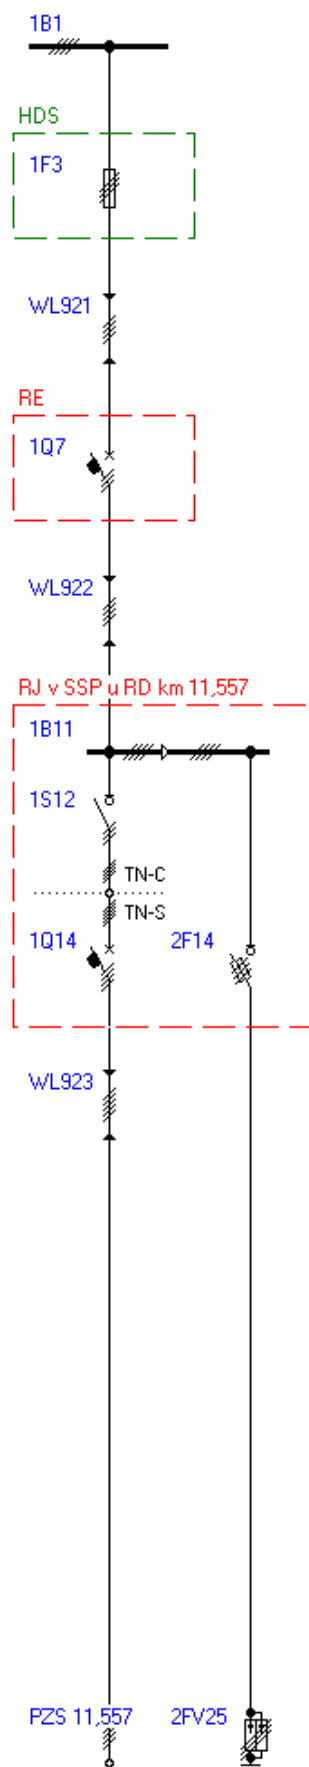 1B1
HDS
1F3
WL921
RE
1Q7
WL922
RJ v SSP u RD km 11,557
1B11
1S12
TN-C
TN-S
1Q14 2F14
WL923
PZS 11,557 2FV25